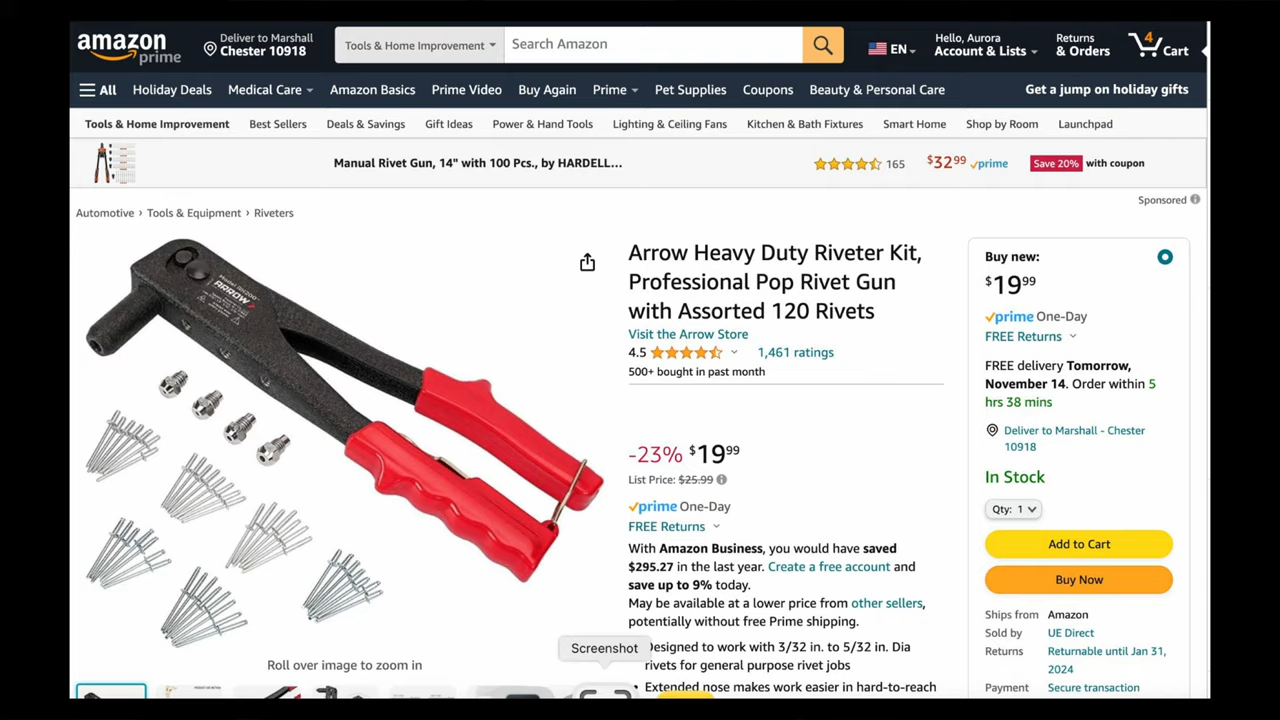 amazon
prime
Deliver to Marshall
Chester 10918
Tools & Home Improvement
Search Amazon
EN
Hello, Aurora
Account & Lists
Returns
& Orders
4
Cart
All
Holiday Deals
Medical Care
Amazon Basics
Prime Video
Buy Again
Prime
Pet Supplies
Coupons
Beauty & Personal Care
Get a jump on holiday gifts
Tools & Home Improvement
Best Sellers
Deals & Savings
Gift Ideas
Power & Hand Tools
Lighting & Ceiling Fans
Kitchen & Bath Fixtures
Smart Home
Shop by Room
Launchpad
Manual Rivet Gun, 14" with 100 Pcs., by HARDELL...
165
$32.99 prime
Save 20% with coupon
Sponsored
Automotive › Tools & Equipment › Riveters
ARROW
Roll over image to zoom in
Arrow Heavy Duty Riveter Kit,
Professional Pop Rivet Gun
with Assorted 120 Rivets
Visit the Arrow Store
4.5 1,461 ratings
500+ bought in past month
-23% $19.99
List Price: $25.99
prime One-Day
FREE Returns
With Amazon Business, you would have saved
$295.27 in the last year. Create a free account and
save up to 9% today.
May be available at a lower price from other sellers,
potentially without free Prime shipping.
Screenshot
Designed to work with 3/32 in. to 5/32 in. Dia
rivets for general purpose rivet jobs
Extended nose makes work easier in hard-to-reach
Buy new:
$19.99
prime One-Day
FREE Returns
FREE delivery Tomorrow,
November 14. Order within 5
hrs 38 mins
Deliver to Marshall - Chester
10918
In Stock
Qty: 1
Add to Cart
Buy Now
Ships from Amazon
Sold by UE Direct
Returns Returnable until Jan 31,
2024
Payment Secure transaction